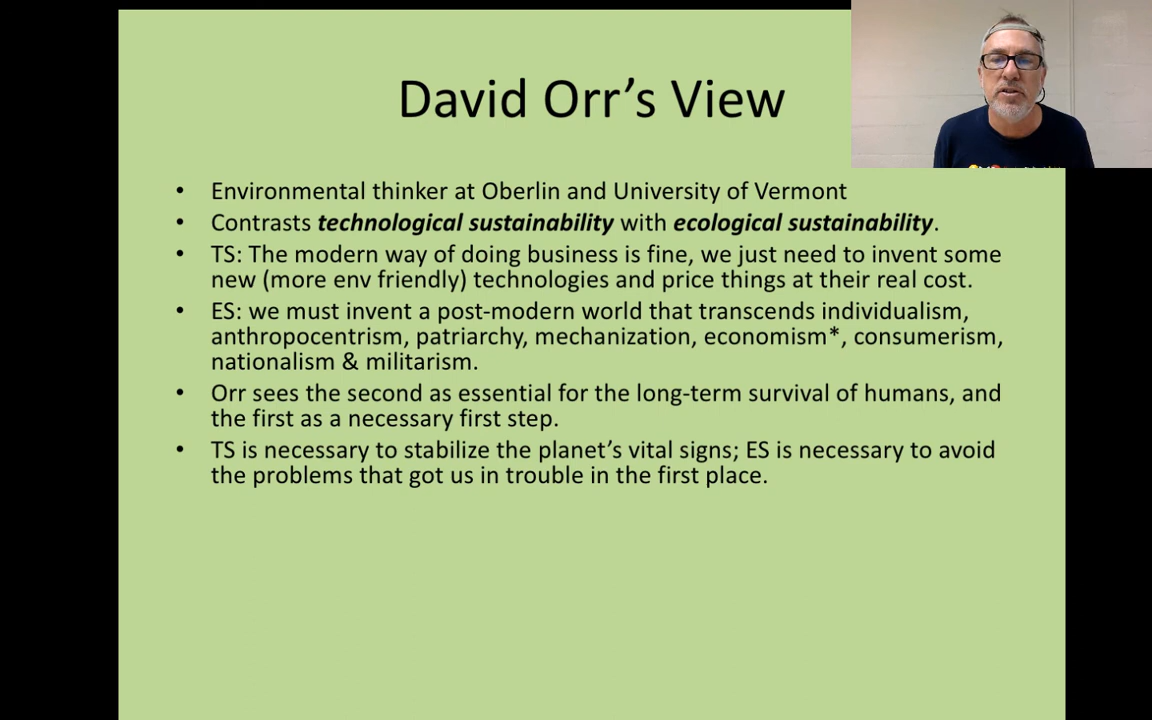 David Orr’s View
• Environmental thinker at Oberlin and University of Vermont
• Contrasts technological sustainability with ecological sustainability.
• TS: The modern way of doing business is fine, we just need to invent some
new (more env friendly) technologies and price things at their real cost.
• ES: we must invent a post-modern world that transcends individualism,
anthropocentrism, patriarchy, mechanization, economism*, consumerism,
nationalism & militarism.
• Orr sees the second as essential for the long-term survival of humans, and
the first as a necessary first step.
• TS is necessary to stabilize the planet’s vital signs; ES is necessary to avoid
the problems that got us in trouble in the first place.